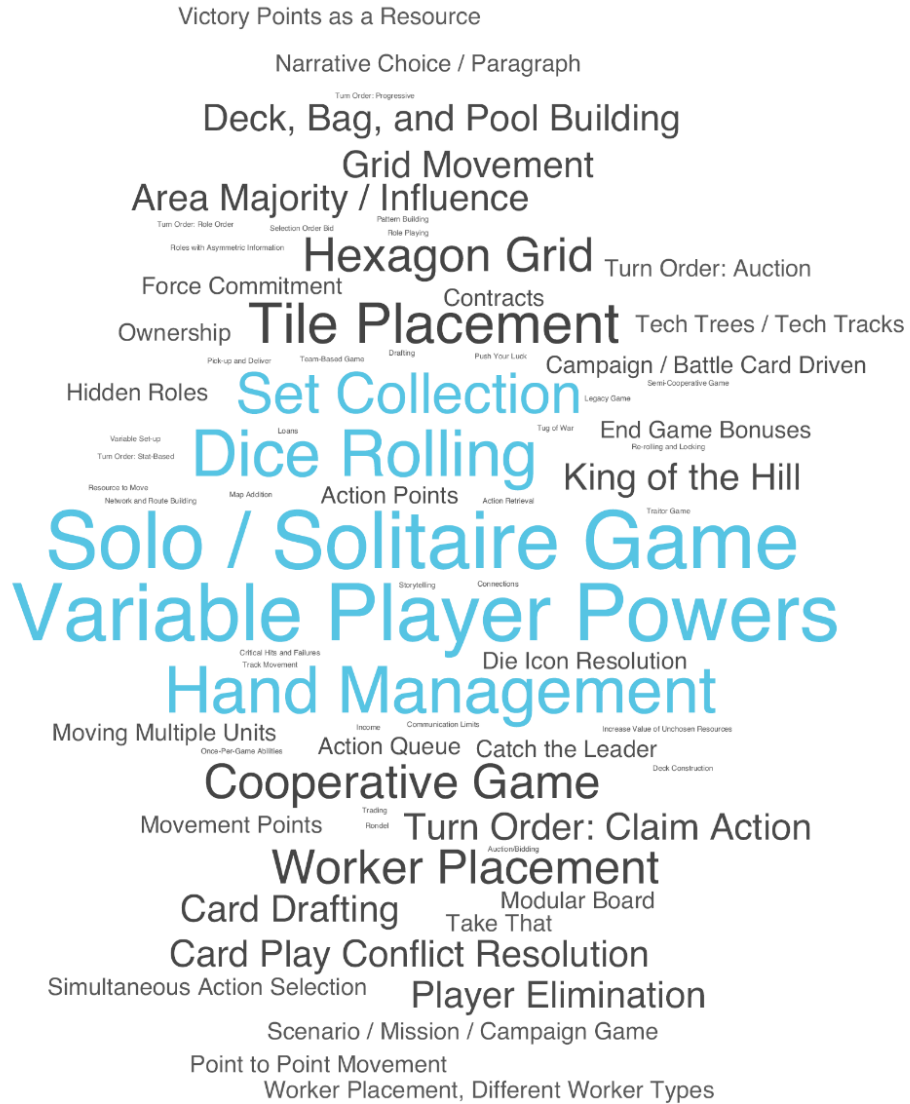 Victory Points as a Resource
Narrative Choice / Paragraph
Turn Order: Progressive
Deck, Bag, and Pool Building
Grid Movement
Area Majority / Influence
Pattern Building
Turn Order: Role Order
Selection Order Bid
Role Playing
Roles with Asymmetric Information
Hexagon Grid
Turn Order: Auction
Force Commitment
Contracts
Ownership
Tile Placement
Tech Trees / Tech Tracks
Drafting
Pick-up and Deliver
Team-Based Game
Push Your Luck
Campaign / Battle Card Driven
Semi-Cooperative Game
Hidden Roles
Set Collection
Legacy Game
Loans
Tug of War
End Game Bonuses
Variable Set-up
Re-rolling and Locking
Turn Order: Stat-Based
Dice Rolling
King of the Hill
Resource to Move
Map Addition
Action Points
Action Retrieval
Network and Route Building
Traitor Game
Solo / Solitaire Game
Storytelling
Connections
Variable Player Powers
Critical Hits and Failures
Track Movement
Die Icon Resolution
Hand Management
Moving Multiple Units
Income
Communication Limits
Increase Value of Unchosen Resources
Once-Per-Game Abilities
Action Queue
Catch the Leader
Cooperative Game
Deck Construction
Trading
Movement Points
Rondel
Turn Order: Claim Action
Auction/Bidding
Worker Placement
Modular Board
Card Drafting
Take That
Card Play Conflict Resolution
Simultaneous Action Selection
Player Elimination
Scenario / Mission / Campaign Game
Point to Point Movement
Worker Placement, Different Worker Types